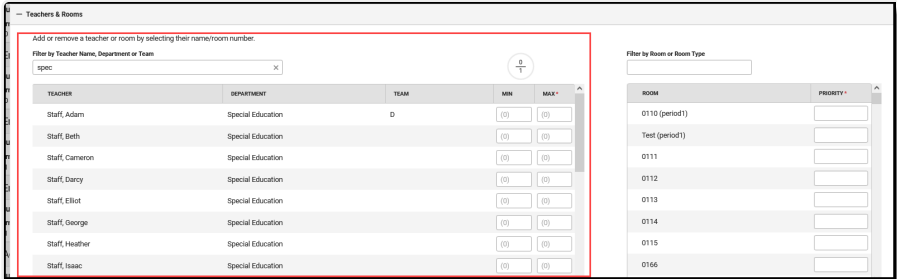 — Teachers & Rooms
Add or remove a teacher or room by selecting their name/room number.
Filter by Teacher Name, Department or Team
spec ×
0
1
TEACHER DEPARTMENT TEAM MIN MAX*
Staff, Adam Special Education D (0) (0)
Staff, Beth Special Education (0) (0)
Staff, Cameron Special Education (0) (0)
Staff, Darcy Special Education (0) (0)
Staff, Elliot Special Education (0) (0)
Staff, George Special Education (0) (0)
Staff, Heather Special Education (0) (0)
Staff, Isaac Special Education (0) (0)
Filter by Room or Room Type
ROOM PRIORITY*
0110 (period1)
Test (period1)
0111
0112
0113
0114
0115
0166